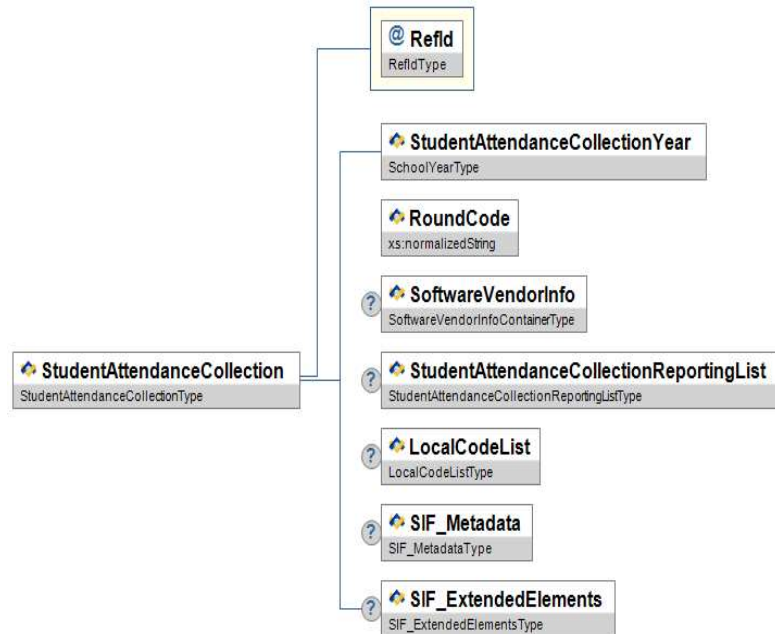 @ RefId
RefIdType
StudentAttendanceCollectionYear
SchoolYearType
RoundCode
xs:normalizedString
? SoftwareVendorInfo
SoftwareVendorInfoContainerType
StudentAttendanceCollection
StudentAttendanceCollectionType
? StudentAttendanceCollectionReportingList
StudentAttendanceCollectionReportingListType
? LocalCodeList
LocalCodeListType
? SIF_Metadata
SIF_MetadataType
? SIF_ExtendedElements
SIF_ExtendedElementsType